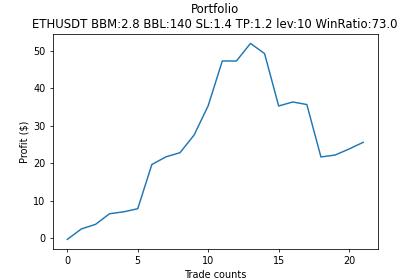 Portfolio
ETHUSDT BBM:2.8 BBL:140 SL:1.4 TP:1.2 lev:10 WinRatio:73.0
Profit ($)
50
40
30
20
10
0
0 5 10 15 20
Trade counts